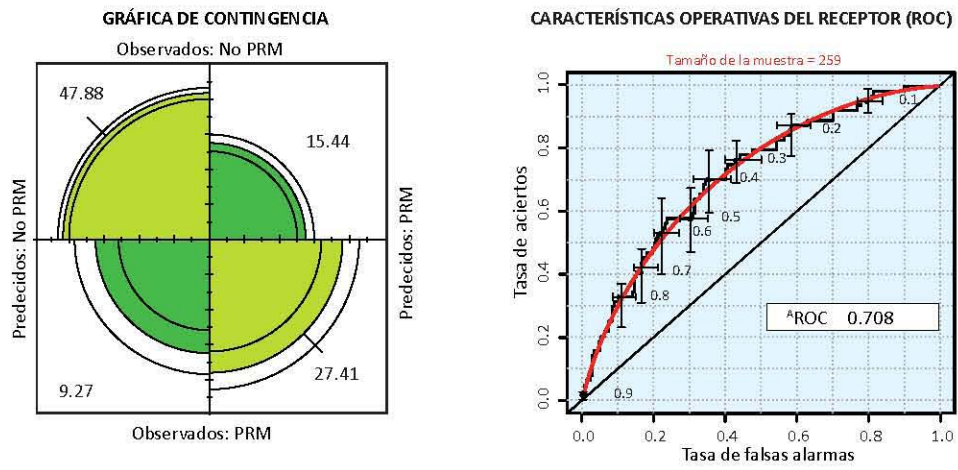 GRÁFICA DE CONTINGENCIA
Observados: No PRM
47.88
15.44
Predecidos: No PRM
Predecidos: PRM
9.27
27.41
Observados: PRM
CARACTERÍSTICAS OPERATIVAS DEL RECEPTOR (ROC)
Tamaño de la muestra = 259
Tasa de aciertos
1.0
0.8
0.6
0.4
0.2
0.0
0.1
0.2
0.3
0.4
0.5
0.6
0.7
0.8
0.9
AROC 0.708
0.0 0.2 0.4 0.6 0.8 1.0
Tasa de falsas alarmas